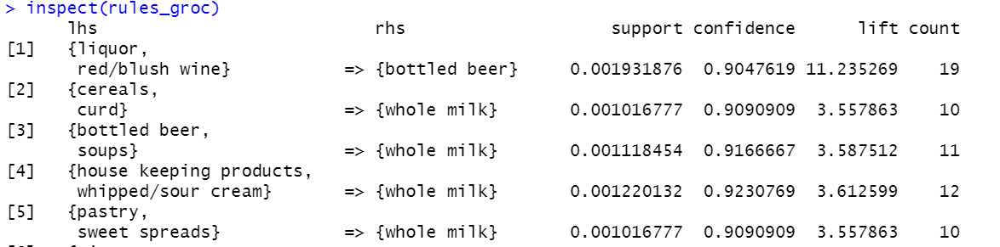 > inspect(rules_groc)
lhs rhs support confidence lift count
[1] {liquor,
red/blush wine} => {bottled beer} 0.001931876 0.9047619 11.235269 19
[2] {cereals,
curd} => {whole milk} 0.001016777 0.9090909 3.557863 10
[3] {bottled beer,
soups} => {whole milk} 0.001118454 0.9166667 3.587512 11
[4] {house keeping products,
whipped/sour cream} => {whole milk} 0.001220132 0.9230769 3.612599 12
[5] {pastry,
sweet spreads} => {whole milk} 0.001016777 0.9090909 3.557863 10